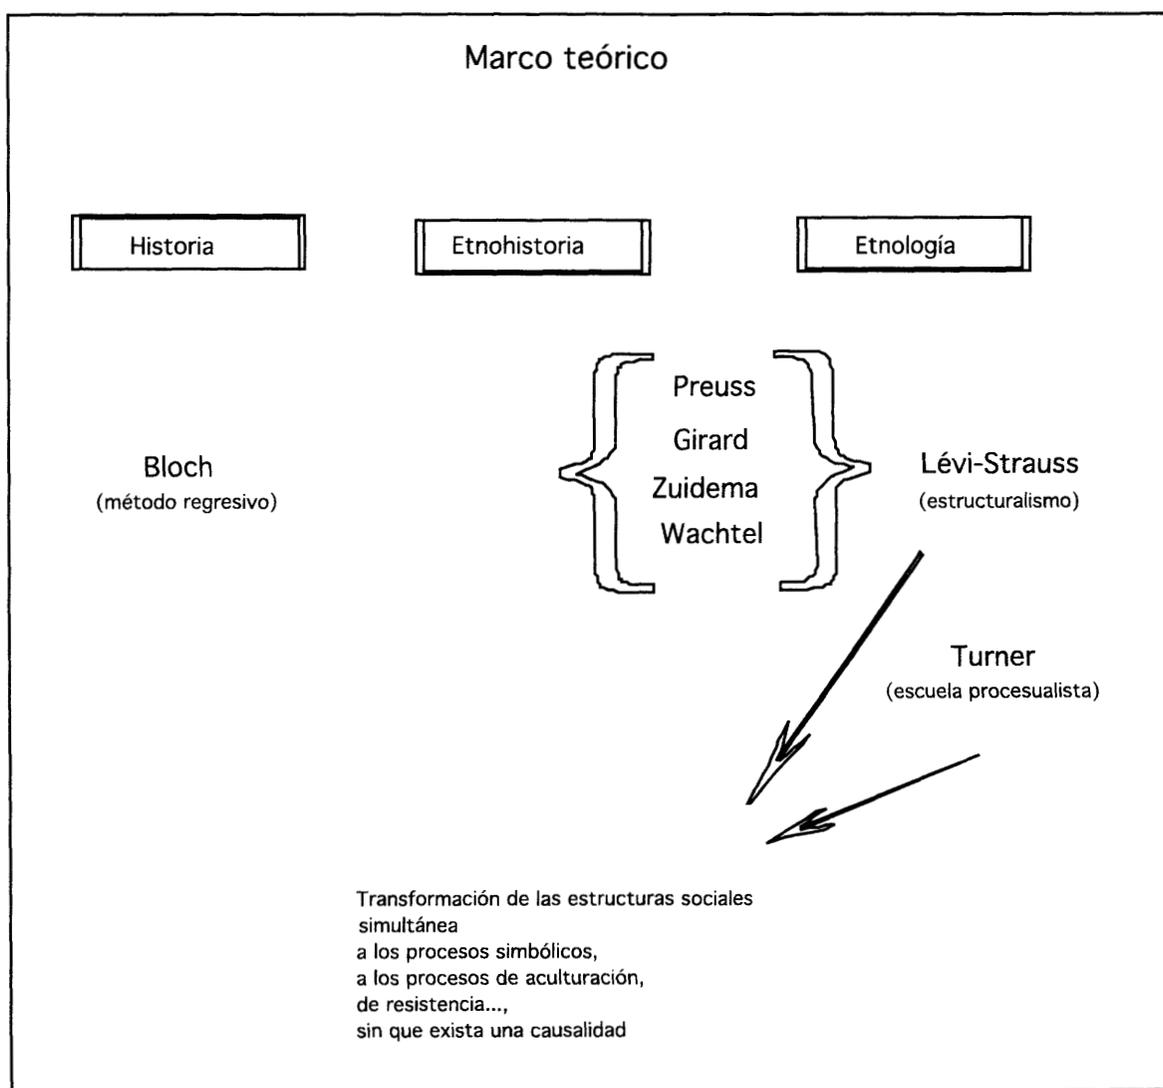 Marco teórico
Historia
Etnohistoria
Etnología
Bloch
(método regresivo)
Preuss
Girard
Zuidema
Wachtel
Lévi-Strauss
(estructuralismo)
Turner
(escuela procesualista)
Transformación de las estructuras sociales
simultánea
a los procesos simbólicos,
a los procesos de aculturación,
de resistencia...,
sin que exista una causalidad